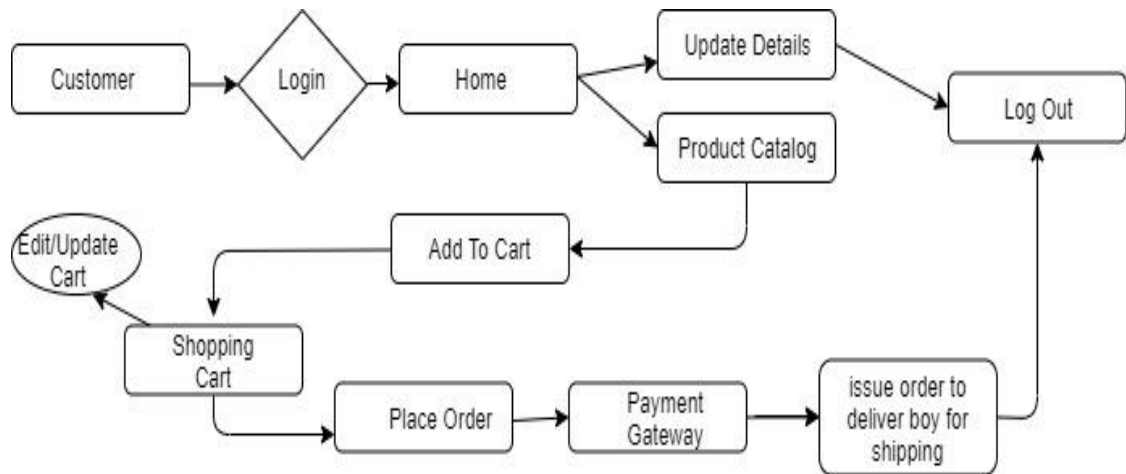 Customer
Login
Home
Update Details
Product Catalog
Log Out
Add To Cart
Edit/Update
Cart
Shopping
Cart
Place Order
Payment
Gateway
issue order to
deliver boy for
shipping